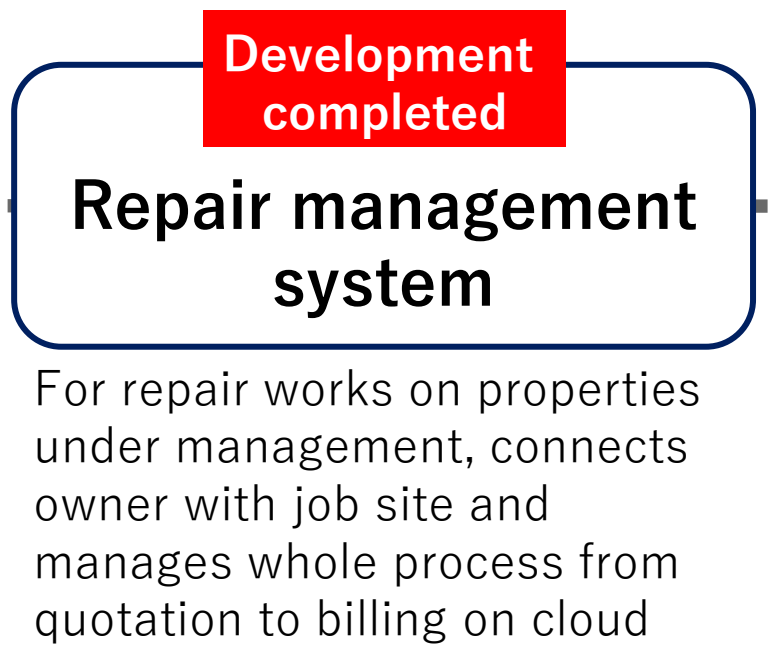 Development
completed
Repair management
system
For repair works on properties
under management, connects
owner with job site and
manages whole process from
quotation to billing on cloud